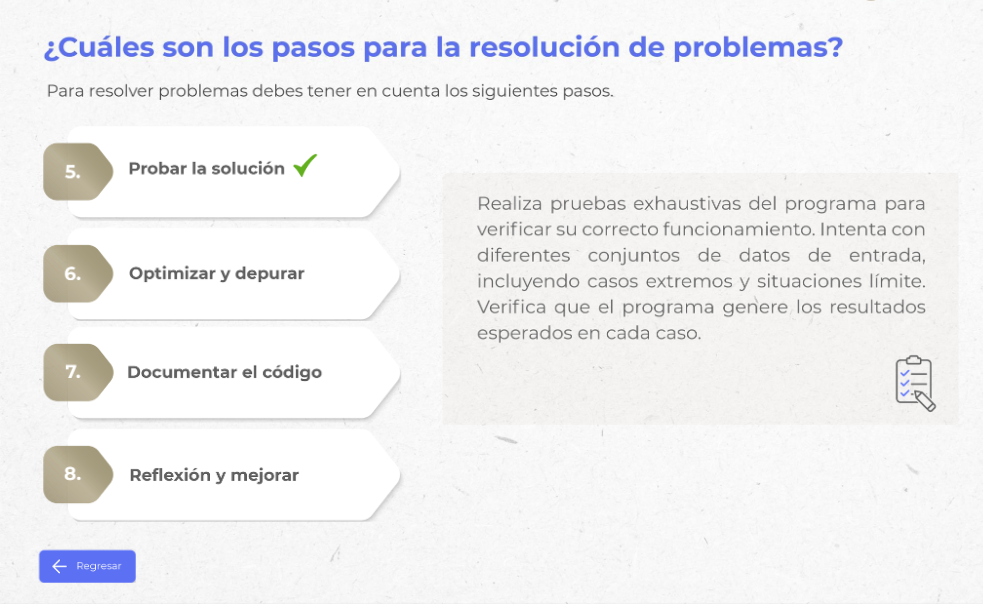 ¿Cuáles son los pasos para la resolución de problemas?
Para resolver problemas debes tener en cuenta los siguientes pasos.
5. Probar la solución
6. Optimizar y depurar
7. Documentar el código
8. Reflexión y mejorar
Realiza pruebas exhaustivas del programa para
verificar su correcto funcionamiento. Intenta con
diferentes conjuntos de datos de entrada,
incluyendo casos extremos y situaciones límite.
Verifica que el programa genere los resultados
esperados en cada caso.
Regresar